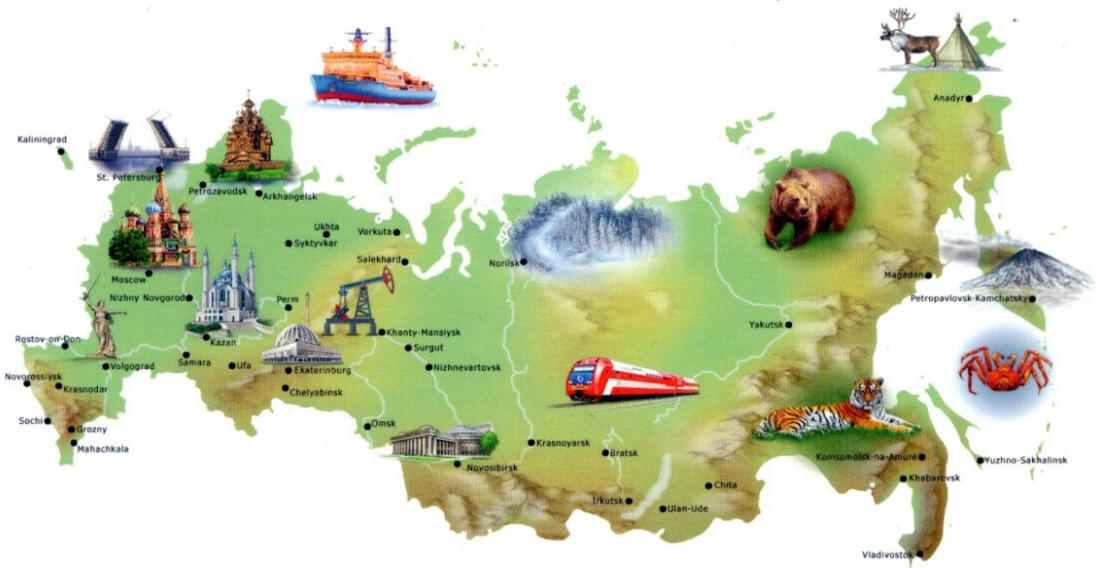 Anadyr
Kaliningrad
St. Petersburg
Petrozavodsk
Arkhangelsk
Ukhta
Vorkuta
Syktyvkar
Salekhard
Norilsk
Moscow
Magadan
Nizhny Novgorod
Perm
Petropavlovsk-Kamchatsky
Yakutsk
Khanty-Mansiysk
Rostov-on-Don
Kazan
Surgut
Samara
Ufa
Volgograd
Nizhnevartovsk
Ekaterinburg
Novorossiysk
Krasnodar
Chelyabinsk
Sochi
Grozny
Omsk
Mahachkala
Krasnoyarsk
Bratsk
Komsomolsk-na-Amure
Yuzhno-Sakhalinsk
Novosibirsk
Khabarovsk
Chita
Irkutsk
Ulan-Ude
Vladivostok